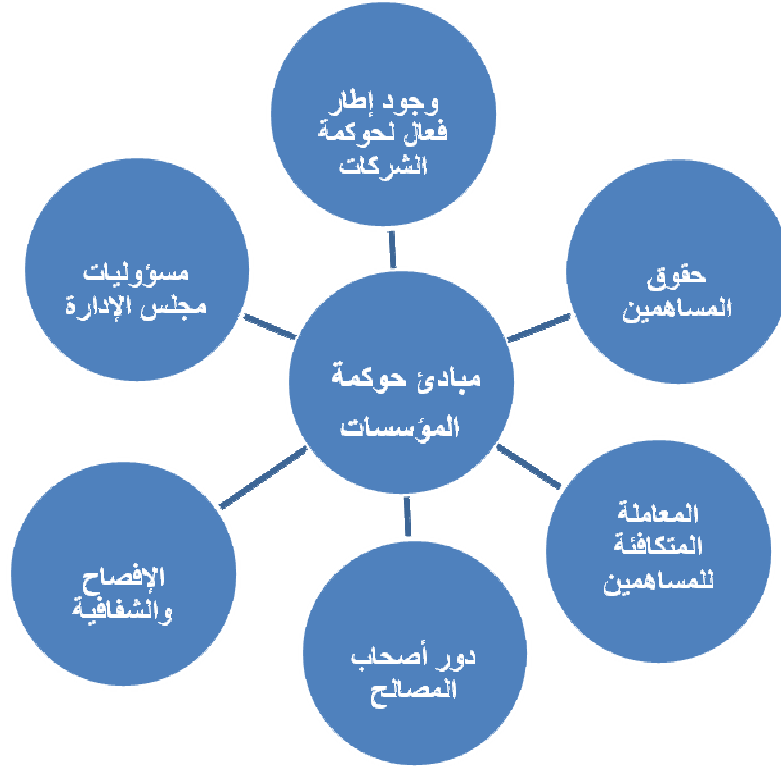 وجود إطار
فعال لحوكمة
الشركات
حقوق
المساهمين
المعاملة
المتكافئة
للمساهمين
دور أصحاب
المصالح
الإفصاح
والشفافية
مسؤوليات
مجلس الإدارة
مبادئ حوكمة
المؤسسات